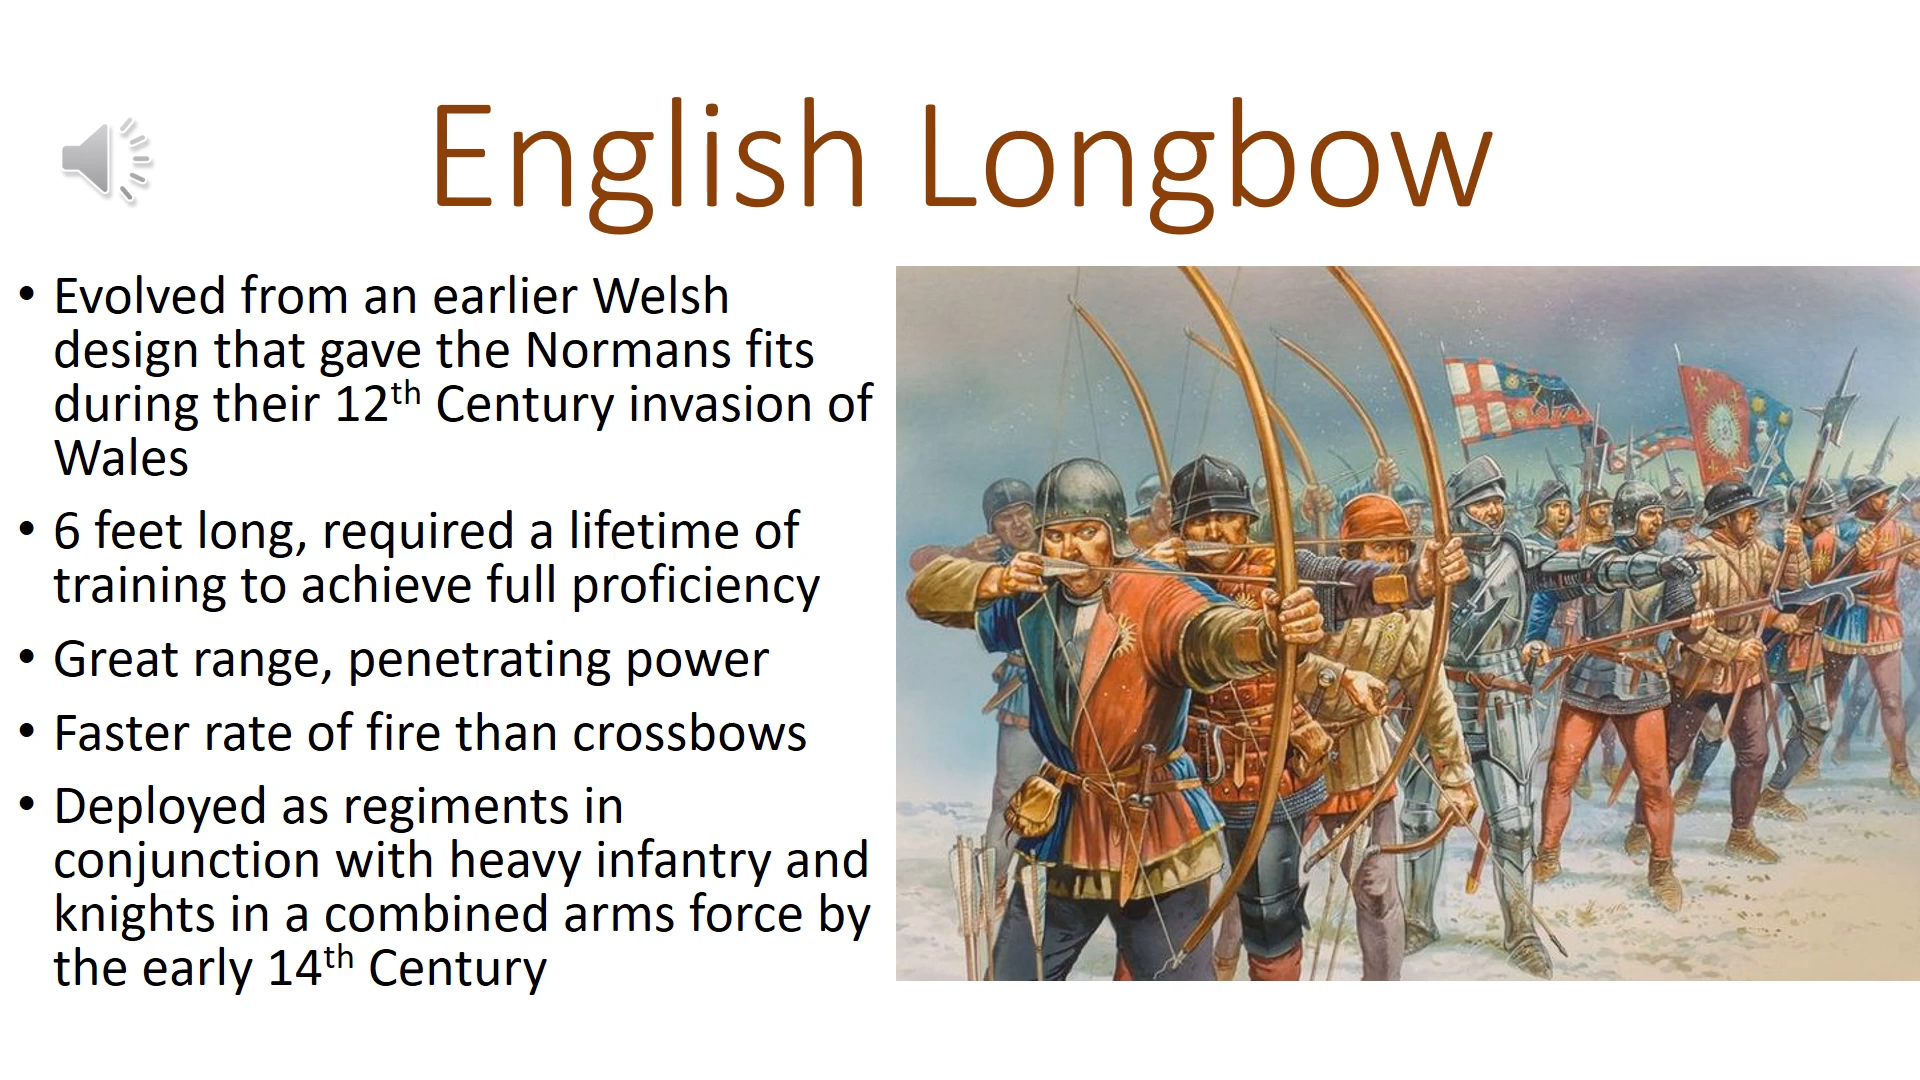 English Longbow
• Evolved from an earlier Welsh
design that gave the Normans fits
during their 12th Century invasion of
Wales
• 6 feet long, required a lifetime of
training to achieve full proficiency
• Great range, penetrating power
• Faster rate of fire than crossbows
• Deployed as regiments in
conjunction with heavy infantry and
knights in a combined arms force by
the early 14th Century